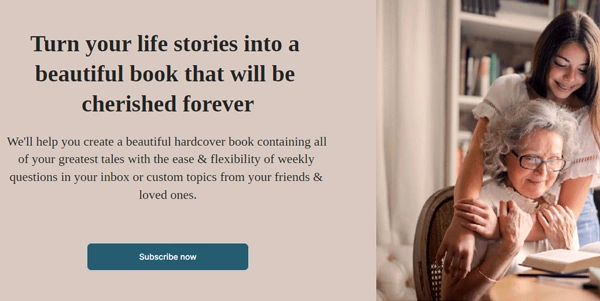 Turn your life stories into a
beautiful book that will be
cherished forever
We'll help you create a beautiful hardcover book containing all
of your greatest tales with the ease & flexibility of weekly
questions in your inbox or custom topics from your friends &
loved ones.
Subscribe now